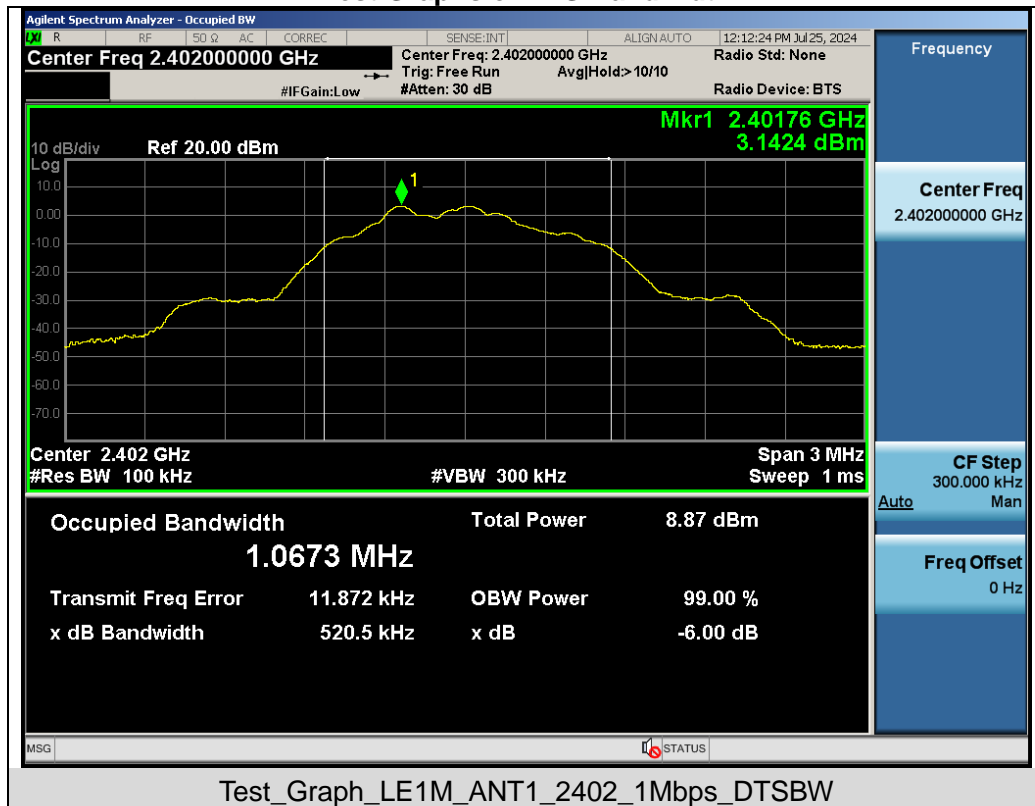 Agilent Spectrum Analyzer - Occupied BW
LXI R RF 50 Ω AC CORREC SENSE:INT ALIGN AUTO 12:12:24 PM Jul 25, 2024
Center Freq 2.402000000 GHz
Center Freq: 2.402000000 GHz
Radio Std: None
Trig: Free Run Avg|Hold:> 10/10
#IFGain:Low #Atten: 30 dB Radio Device: BTS
Mkr1 2.40176 GHz
3.1424 dBm
10 dB/div Ref 20.00 dBm
Log
10.0
1
0.00
-10.0
-20.0
-30.0
-40.0
-50.0
-60.0
-70.0
Center 2.402 GHz Span 3 MHz
#Res BW 100 kHz #VBW 300 kHz Sweep 1 ms
Occupied Bandwidth Total Power 8.87 dBm
1.0673 MHz
Transmit Freq Error 11.872 kHz OBW Power 99.00 %
x dB Bandwidth 520.5 kHz x dB -6.00 dB
Frequency
Center Freq
2.402000000 GHz
CF Step
300.000 kHz
Auto Man
Freq Offset
0 Hz
MSG STATUS
Test_Graph_LE1M_ANT1_2402_1Mbps_DTSBW